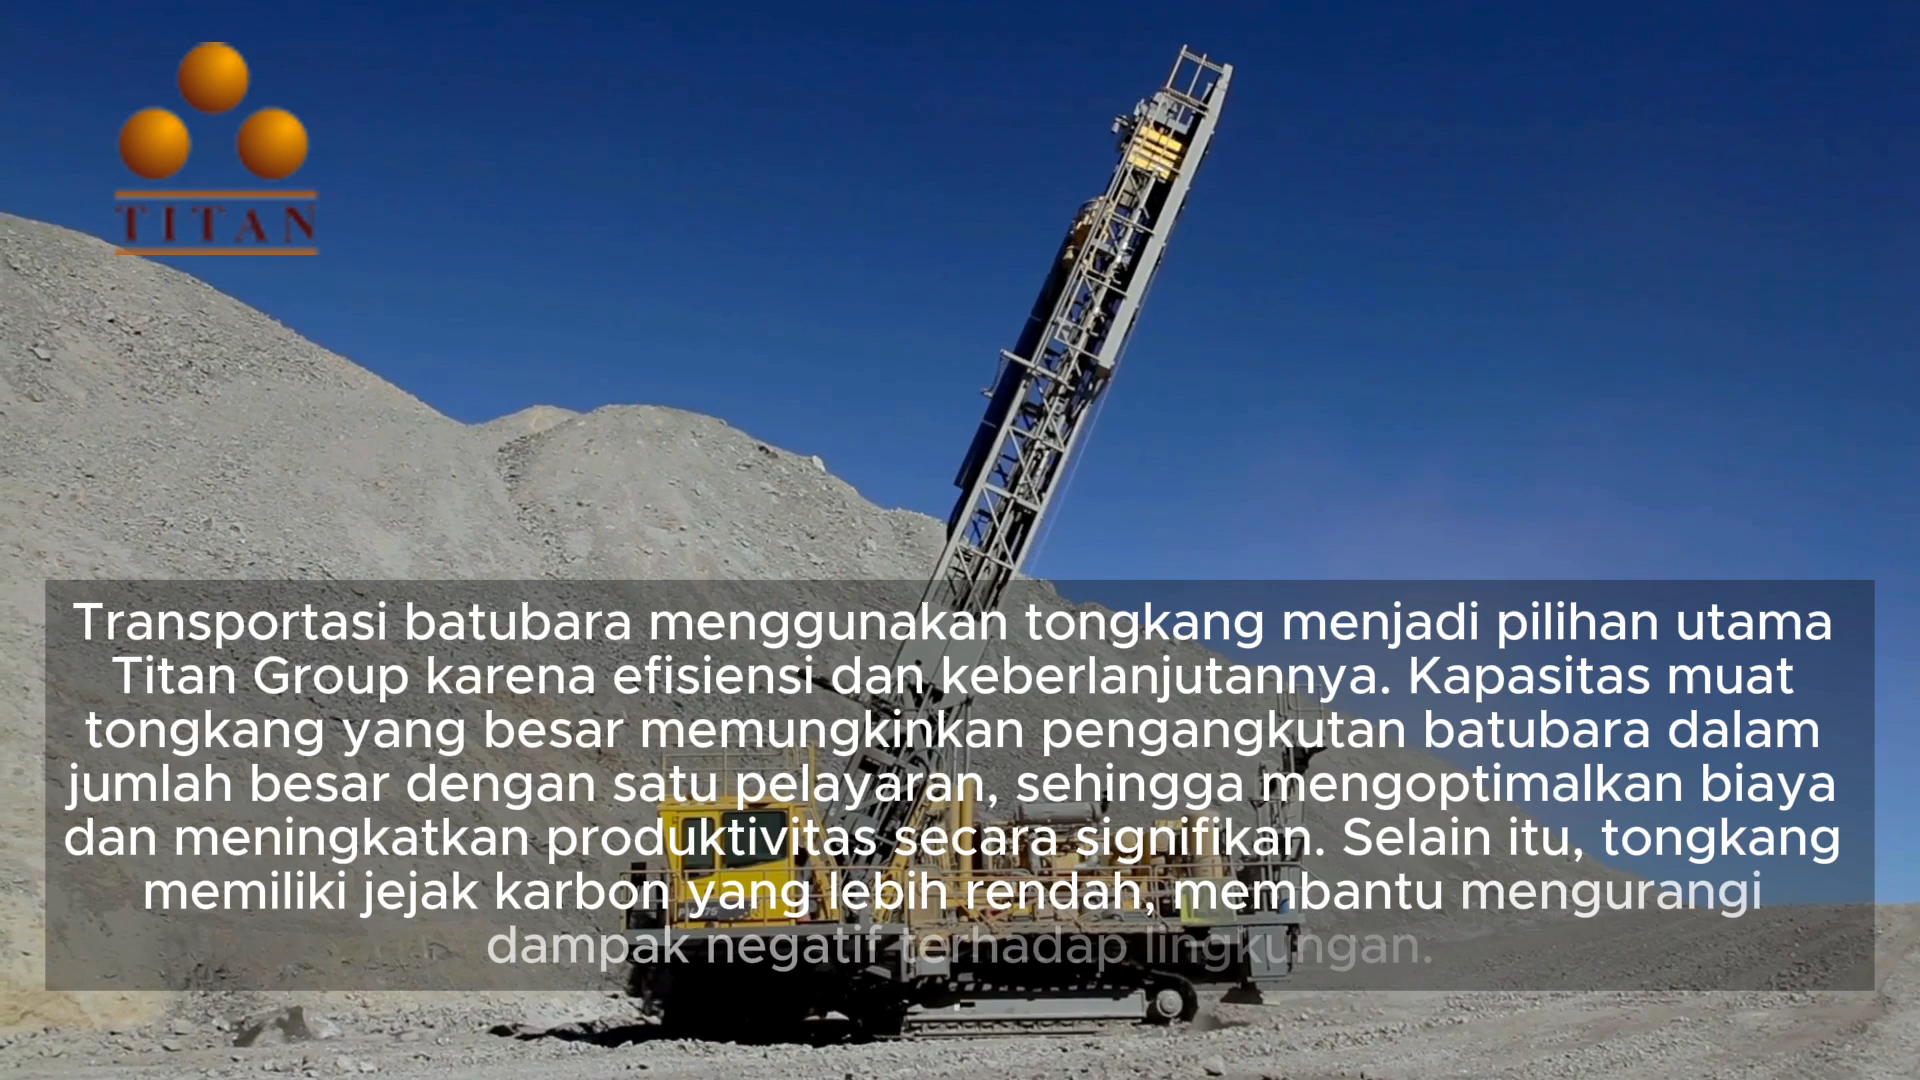 TITAN
Transportasi batubara menggunakan tongkang menjadi pilihan utama
Titan Group karena efisiensi dan keberlanjutannya. Kapasitas muat
tongkang yang besar memungkinkan pengangkutan batubara dalam
jumlah besar dengan satu pelayaran, sehingga mengoptimalkan biaya
dan meningkatkan produktivitas secara signifikan. Selain itu, tongkang
memiliki jejak karbon yang lebih rendah, membantu mengurangi
dampak negatif terhadap lingkungan.